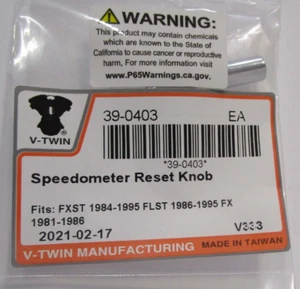 WARNING:
This product may contain chemicals
which are known to the State of
California to cause cancer or reproductive
harm. For more information visit
www.P65Warnings.ca.gov.
V-TWIN
39-0403 EA
*39-0403*
Speedometer Reset Knob
Fits: FXST 1984-1995 FLST 1986-1995 FX
1981-1986
2021-02-17 V333
V-TWIN MANUFACTURING MADE IN TAIWAN